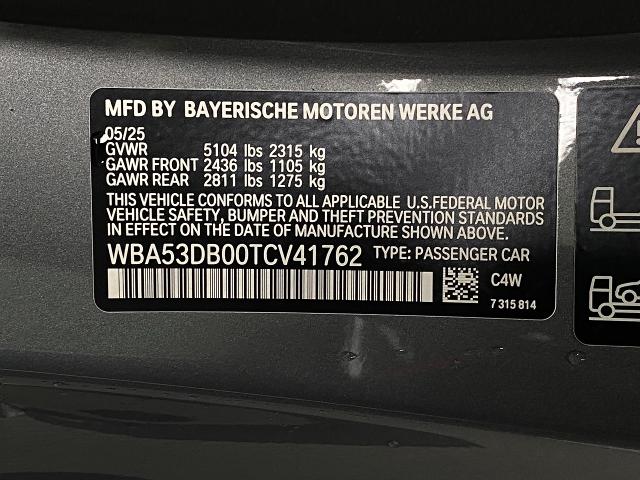 MFD BY BAYERISCHE MOTOREN WERKE AG
05/25
GVWR 5104 lbs 2315 kg
GAWR FRONT 2436 lbs 1105 kg
GAWR REAR 2811 lbs 1275 kg
THIS VEHICLE CONFORMS TO ALL APPLICABLE U.S.FEDERAL MOTOR
VEHICLE SAFETY, BUMPER AND THEFT PREVENTION
STANDARDS IN EFFECT ON THE DATE OF MANUFACTURE SHOWN ABOVE.
WBA53DB00TCV41762 TYPE: PASSENGER CAR
C4W
7 315 814